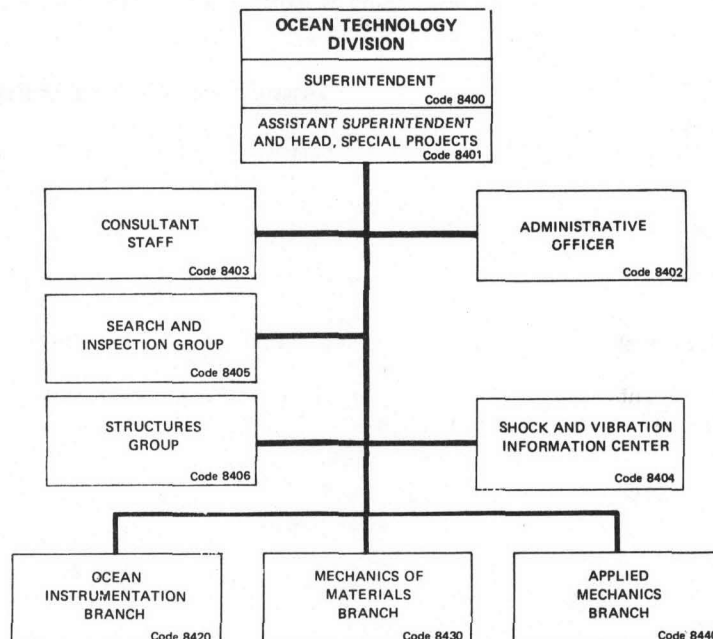 OCEAN TECHNOLOGY
DIVISION
SUPERINTENDENT
Code 8400
ASSISTANT SUPERINTENDENT
AND HEAD, SPECIAL PROJECTS
Code 8401
CONSULTANT
STAFF
Code 8403
ADMINISTRATIVE
OFFICER
Code 8402
SEARCH AND
INSPECTION GROUP
Code 8405
STRUCTURES
GROUP
Code 8406
SHOCK AND VIBRATION
INFORMATION CENTER
Code 8404
OCEAN
INSTRUMENTATION
BRANCH
Code 8420
MECHANICS OF
MATERIALS
BRANCH
Code 8430
APPLIED
MECHANICS
BRANCH
Code